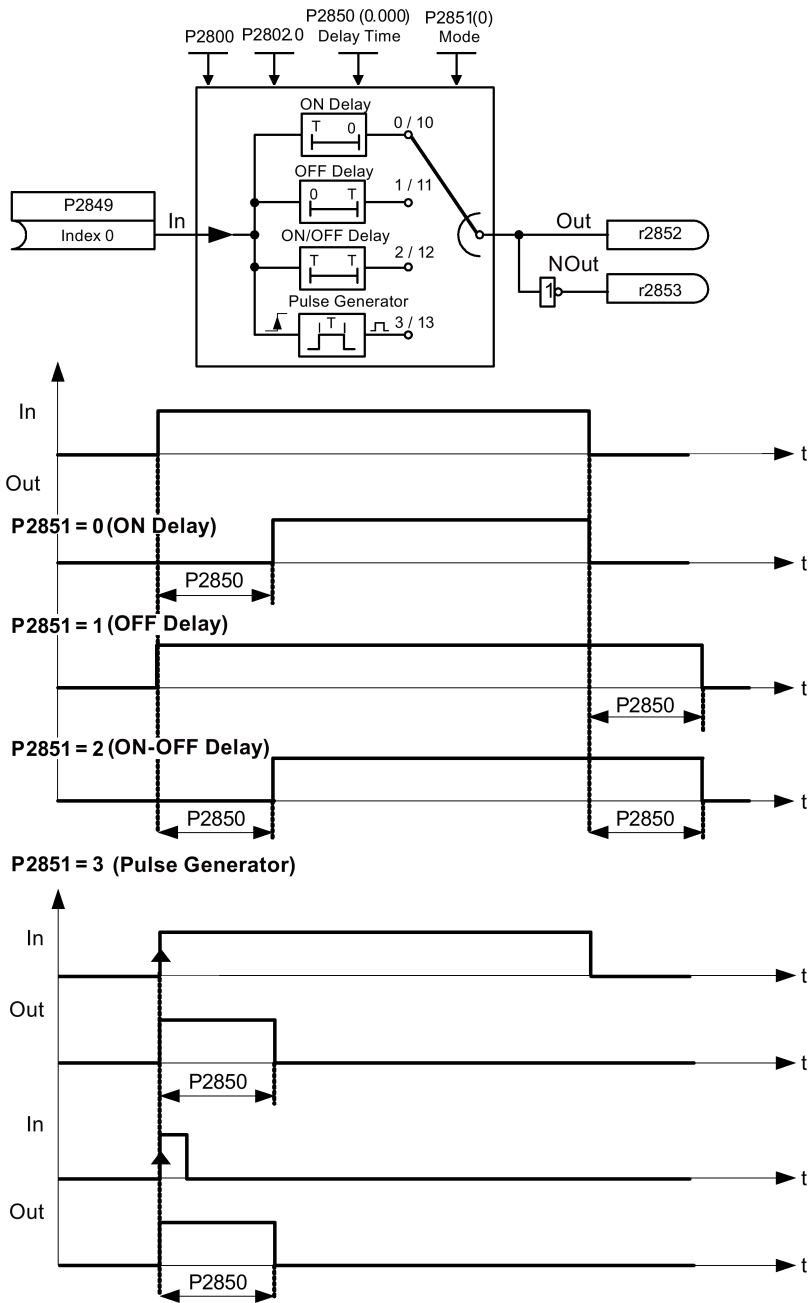 P2800 P2802.0 P2850 (0.000) P2851(0)
Delay Time Mode
ON Delay
T 0 0 / 10
OFF Delay
0 T 1 / 11
P2849
Index 0
In
ON/OFF Delay
T T 2 / 12
Out
r2852
NOut
1
r2853
Pulse Generator
T 3 / 13
In
t
Out
P2851 = 0 (ON Delay)
t
P2850
P2851 = 1 (OFF Delay)
t
P2850
P2851 = 2 (ON-OFF Delay)
t
P2850 P2850
P2851 = 3 (Pulse Generator)
In
t
Out
t
P2850
In
t
Out
t
P2850